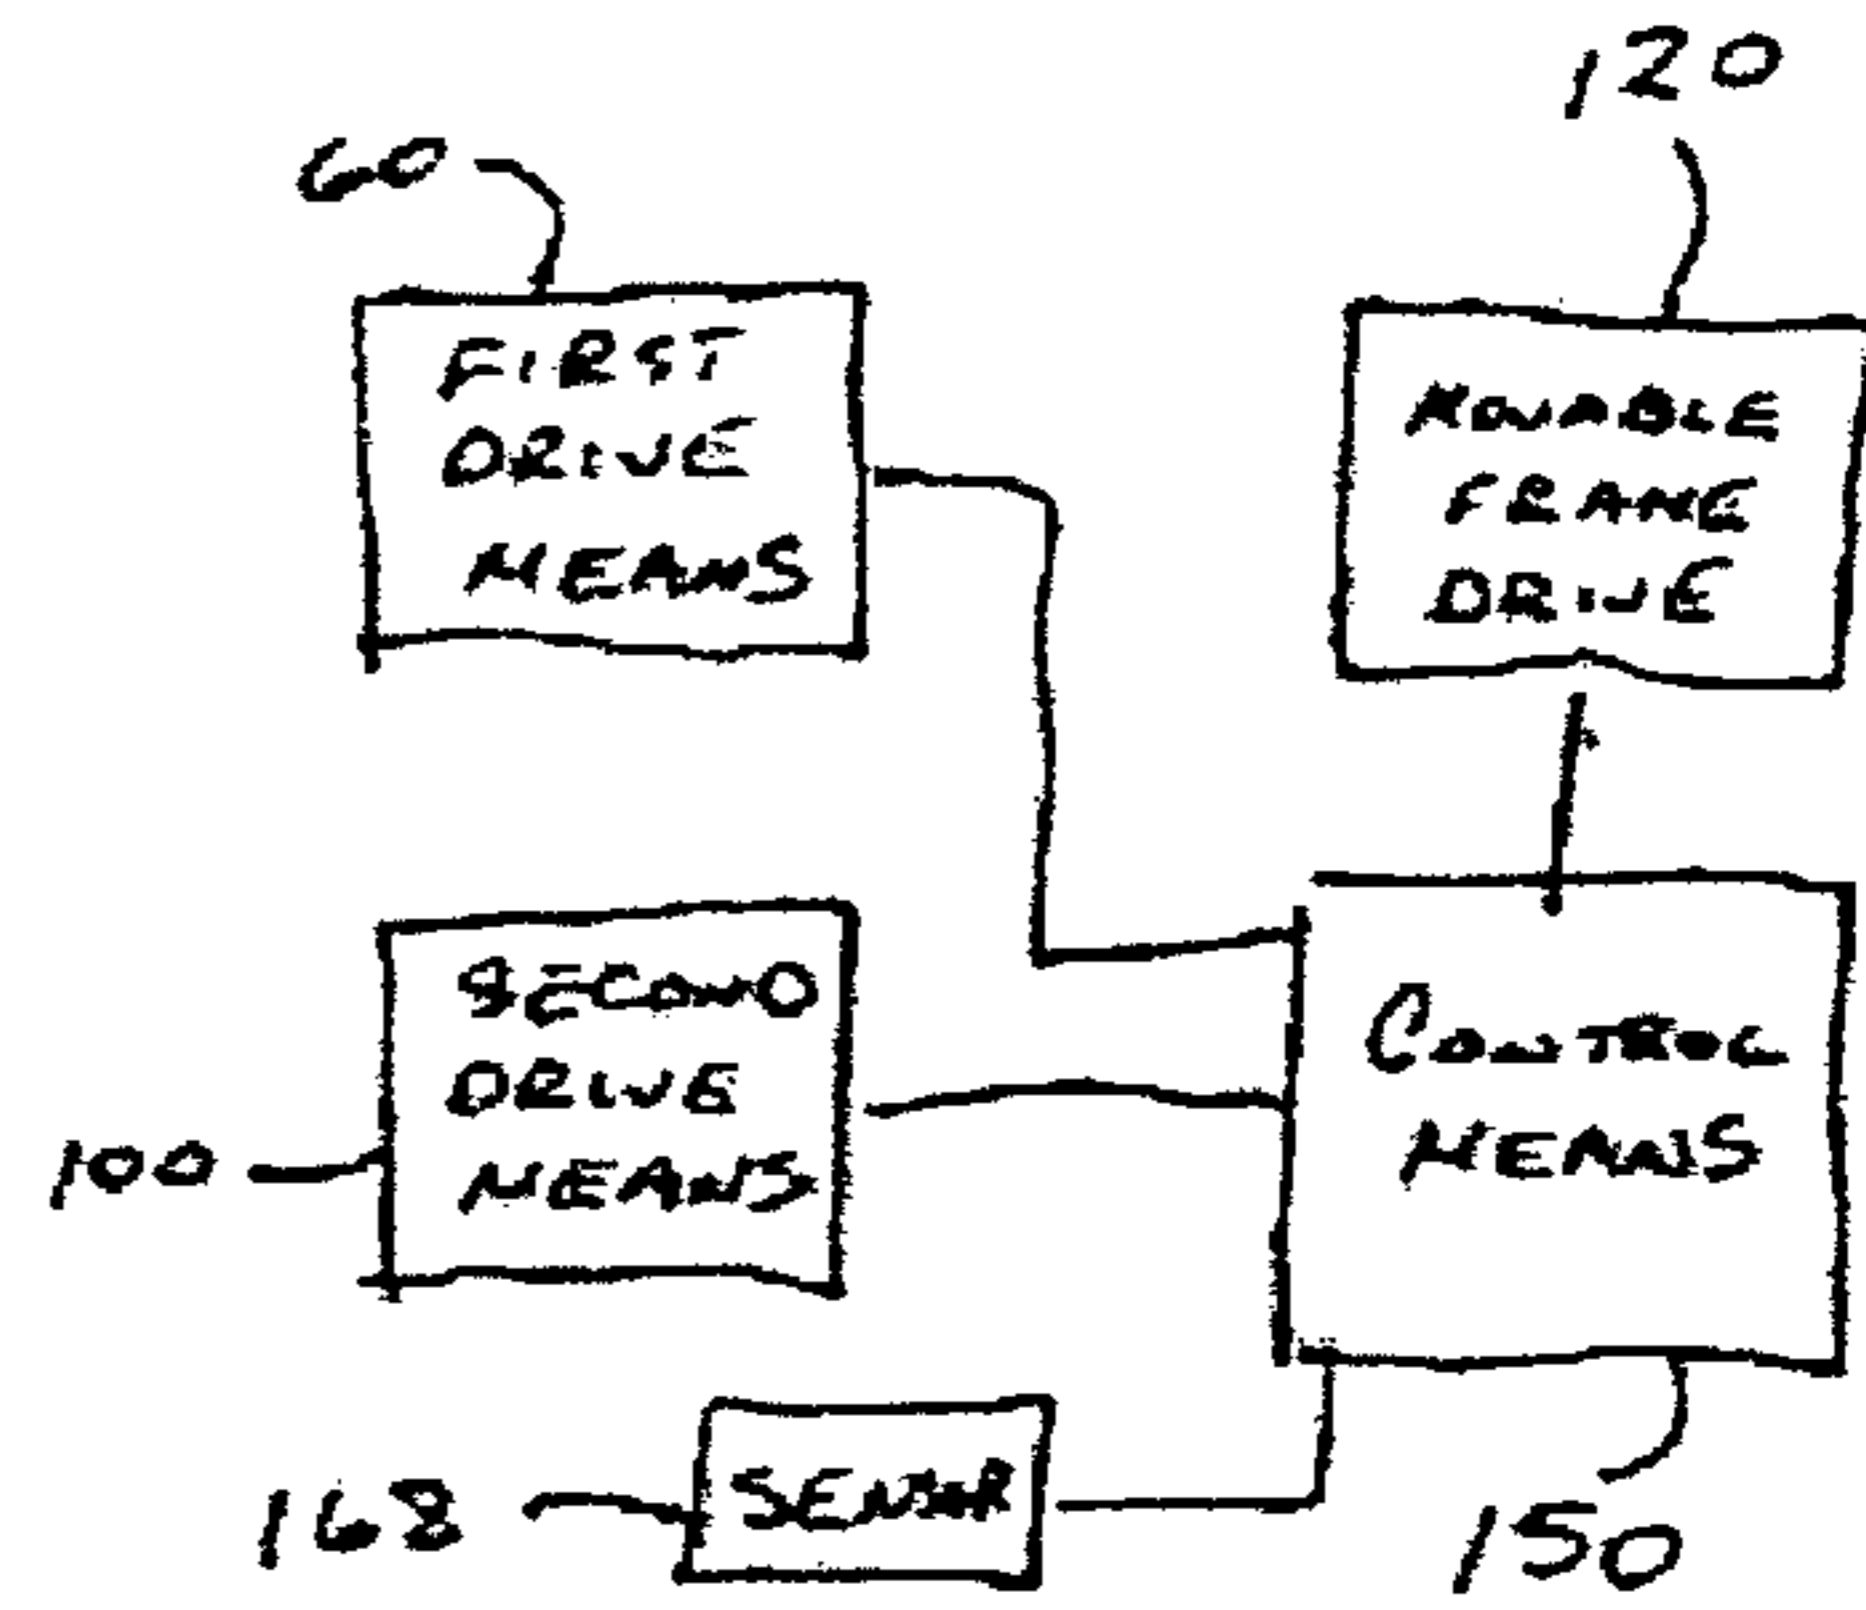 120
60
FIRST
DRIVE
MEANS
MOVABLE
FRAME
DRIVE
SECOND
DRIVE
MEANS
100
CONTROL
MEANS
168
SENSOR
150